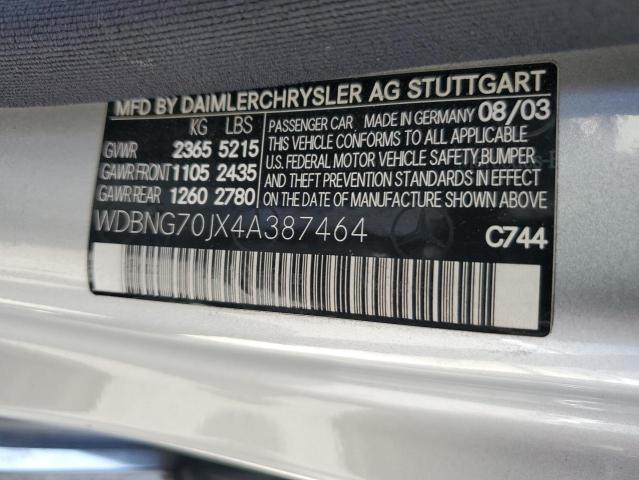 MFD BY DAIMLERCHRYSLER AG STUTTGART
KG LBS
GVWR 2365 5215
GAWR FRONT 1105 2435
GAWR REAR 1260 2780
PASSENGER CAR MADE IN GERMANY 08/03
THIS VEHICLE CONFORMS TO ALL APPLICABLE
U.S. FEDERAL MOTOR VEHICLE SAFETY, BUMPER
AND THEFT PREVENTION STANDARDS IN EFFECT
ON THE DATE OF MANUFACTURE SHOWN ABOVE
WDBNG70JX4A387464
C744